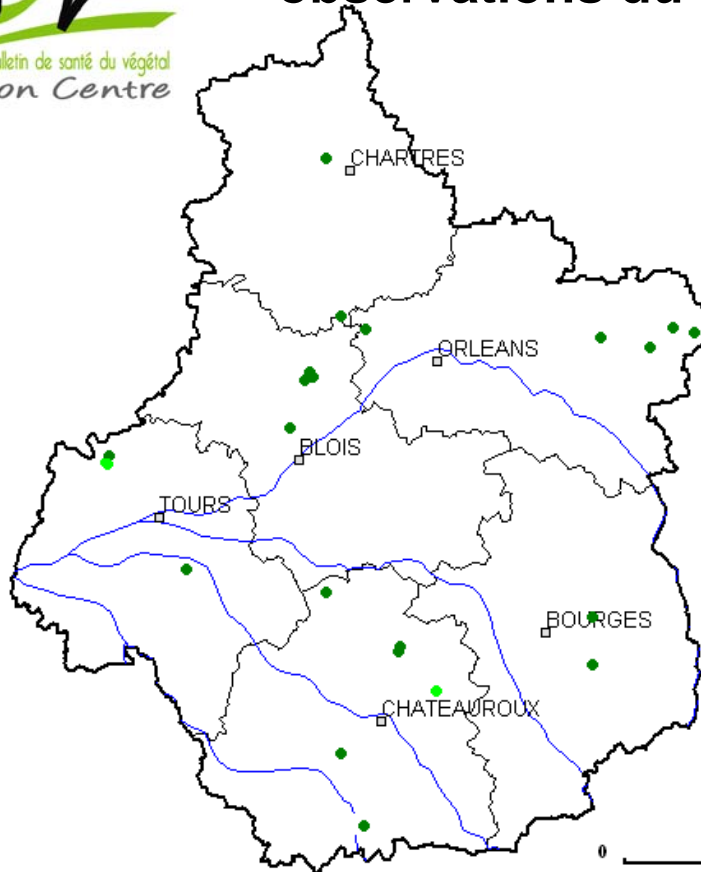 observations du
lletin de santé du végétal
on Centre
CHARTRES
ORLEANS
BLOIS
TOURS
BOURGES
CHATEAUROUX
0